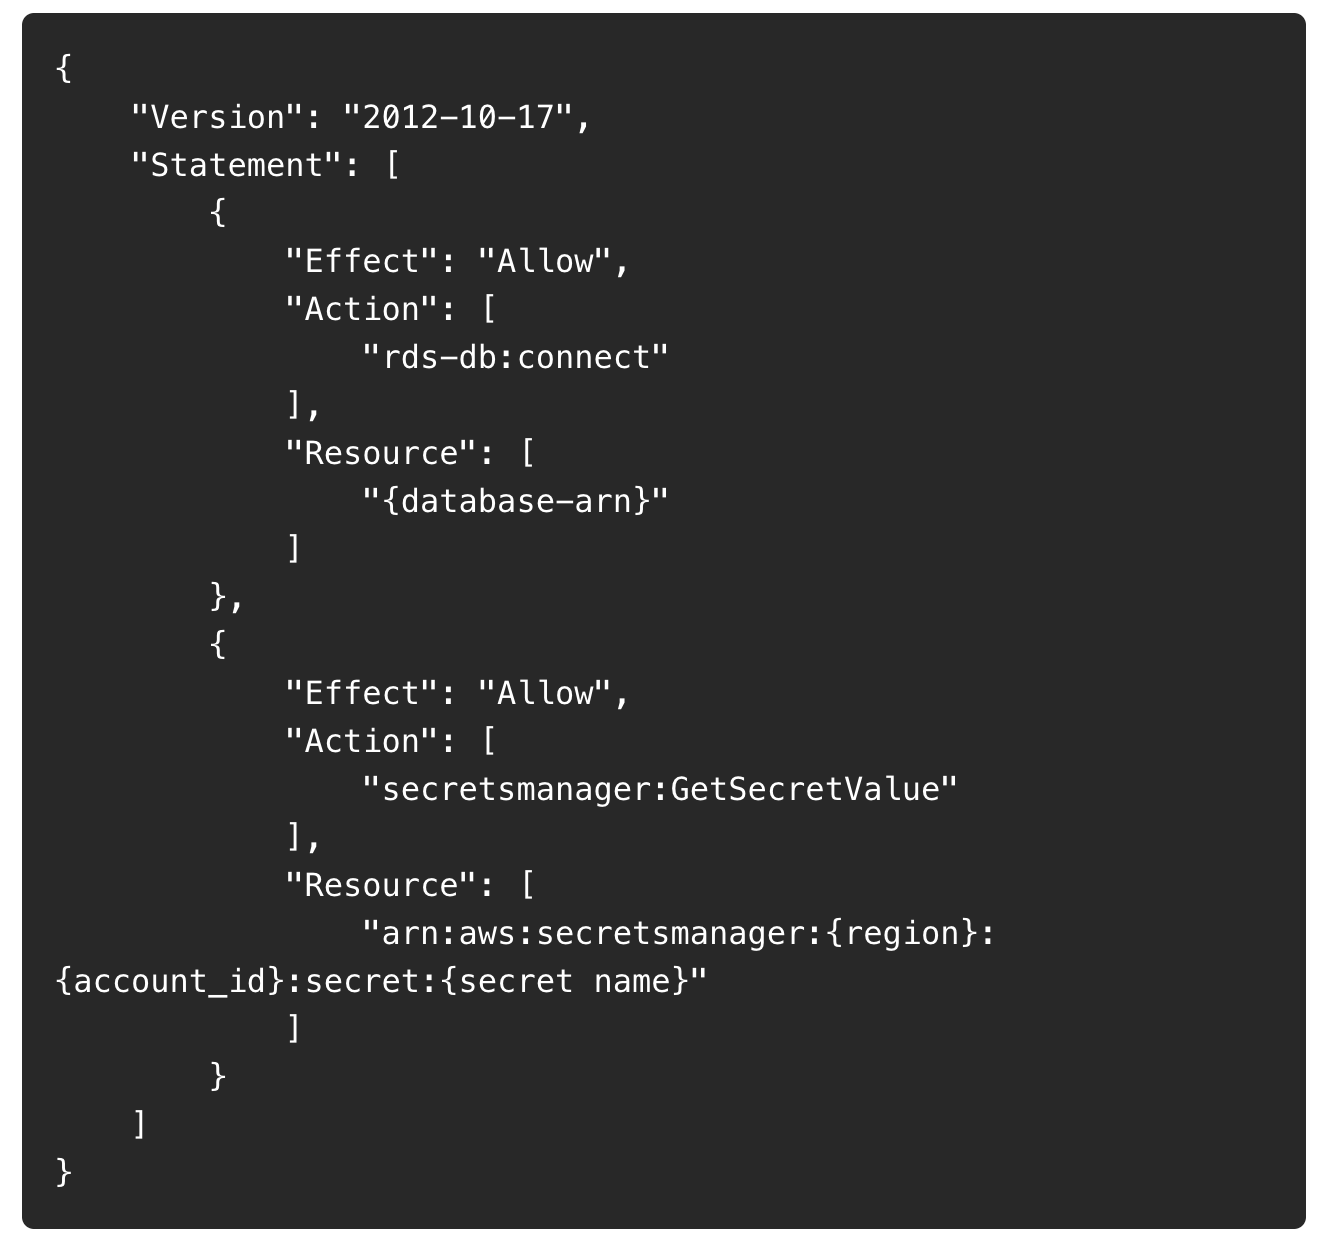 {
    "Version": "2012-10-17",
    "Statement": [
        {
            "Effect": "Allow",
            "Action": [
                "rds-db:connect"
            ],
            "Resource": [
                "{database-arn}"
            ]
        },
        {
            "Effect": "Allow",
            "Action": [
                "secretsmanager:GetSecretValue"
            ],
            "Resource": [
                "arn:aws:secretsmanager:{region}:
{account_id}:secret:{secret name}"
            ]
        }
    ]
}